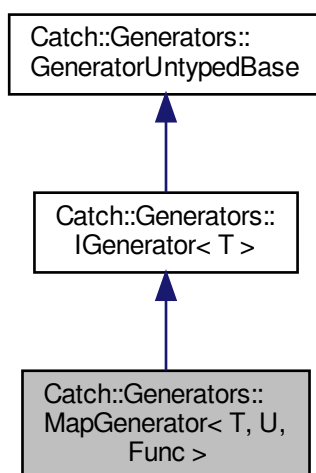 Catch::Generators::
GeneratorUntypedBase
Catch::Generators::
IGenerator< T >
Catch::Generators::
MapGenerator< T, U,
Func >